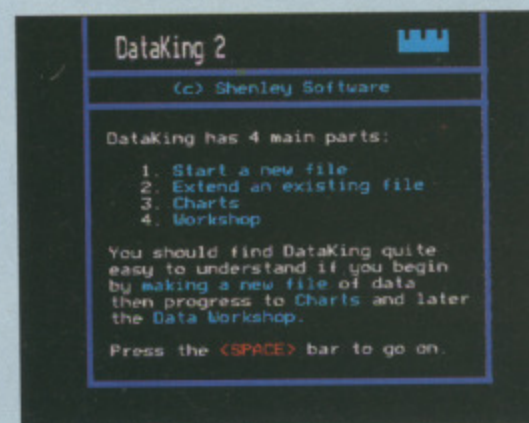 DataKing 2
(c) Shenley Software
DataKing has 4 main parts:
1. Start a new file
2. Extend an existing file
3. Charts
4. Workshop
You should find DataKing quite
easy to understand if you begin
by making a new file of data
then progress to Charts and later
the Data Workshop.
Press the <SPACE> bar to go on.